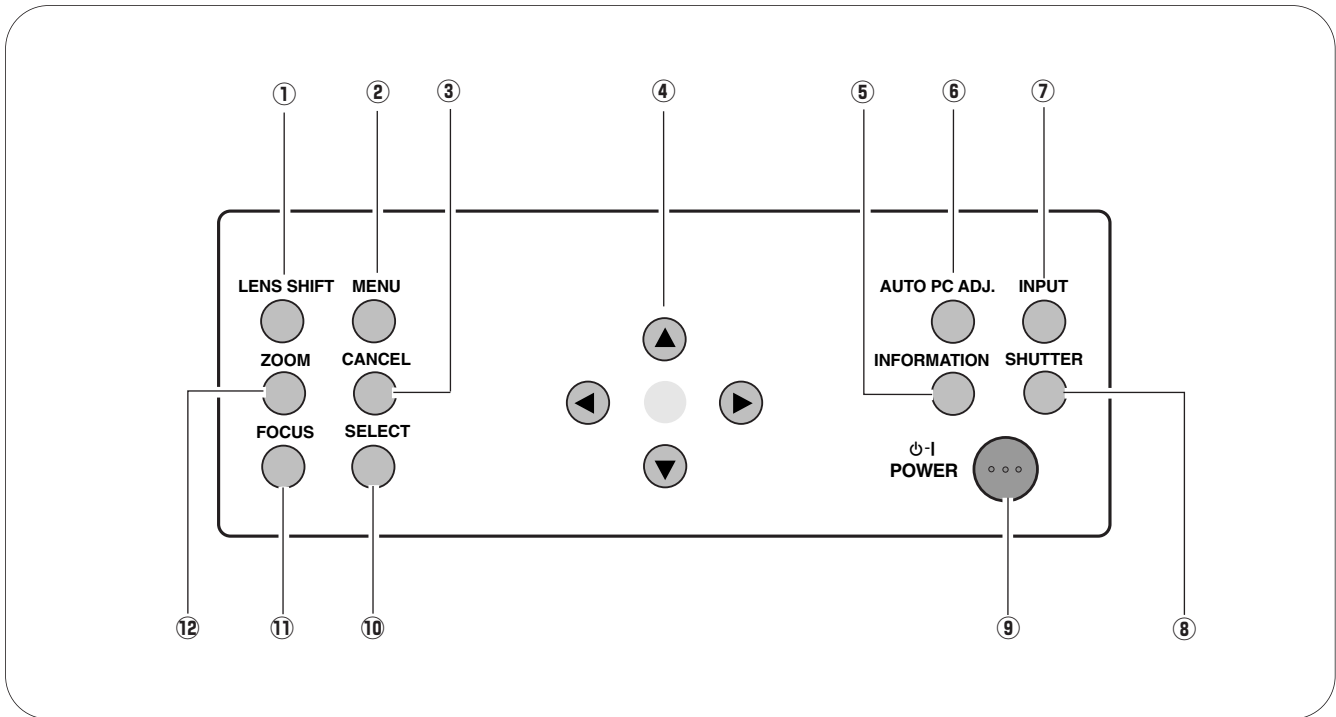 ① ② ③ ④ ⑤ ⑥ ⑦
LENS SHIFT MENU AUTO PC ADJ. INPUT
ZOOM CANCEL INFORMATION SHUTTER
FOCUS SELECT
⏻-I
POWER
⑫ ⑪ ⑩ ⑨ ⑧